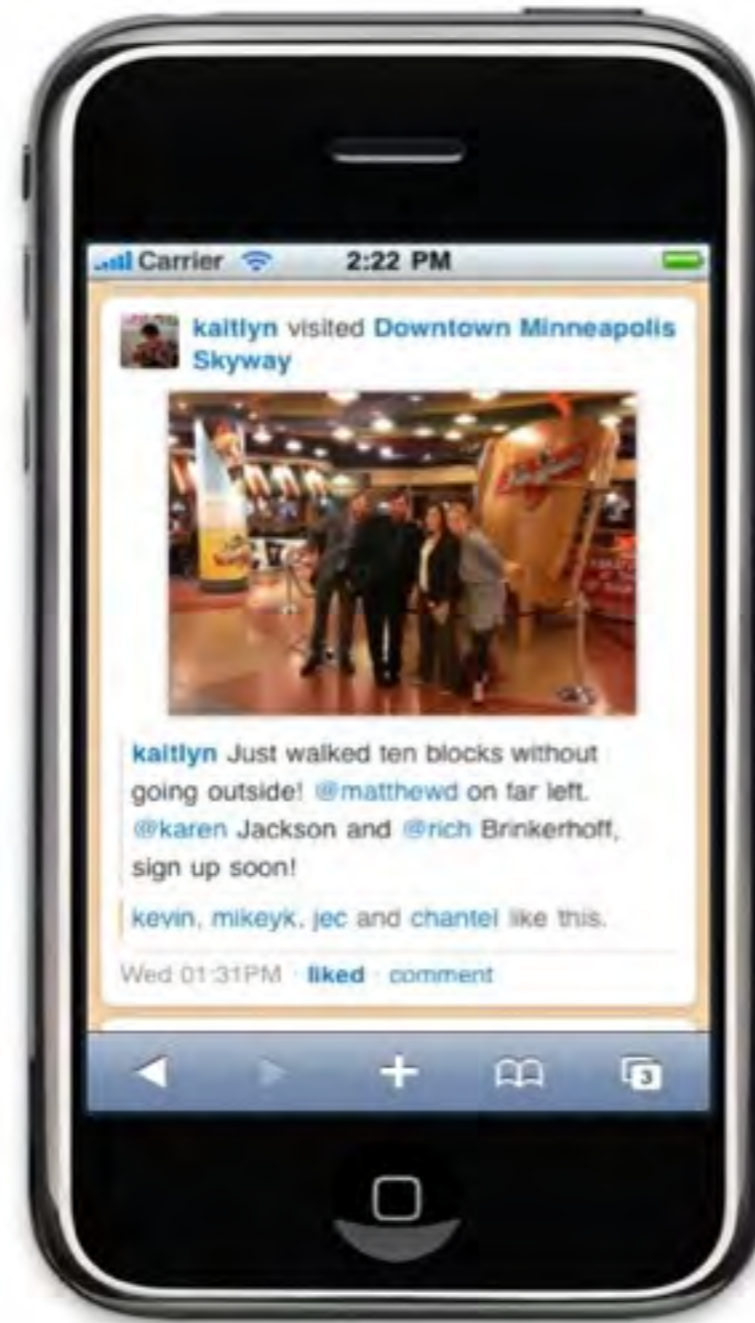 Carrier 2:22 PM
kaitlyn visited Downtown Minneapolis
Skyway
kaitlyn Just walked ten blocks without
going outside! @matthewd on far left.
@karen Jackson and @rich Brinkerhoff,
sign up soon!
kevin, mikeyk, jec and chantel like this.
Wed 01:31PM · liked · comment
3